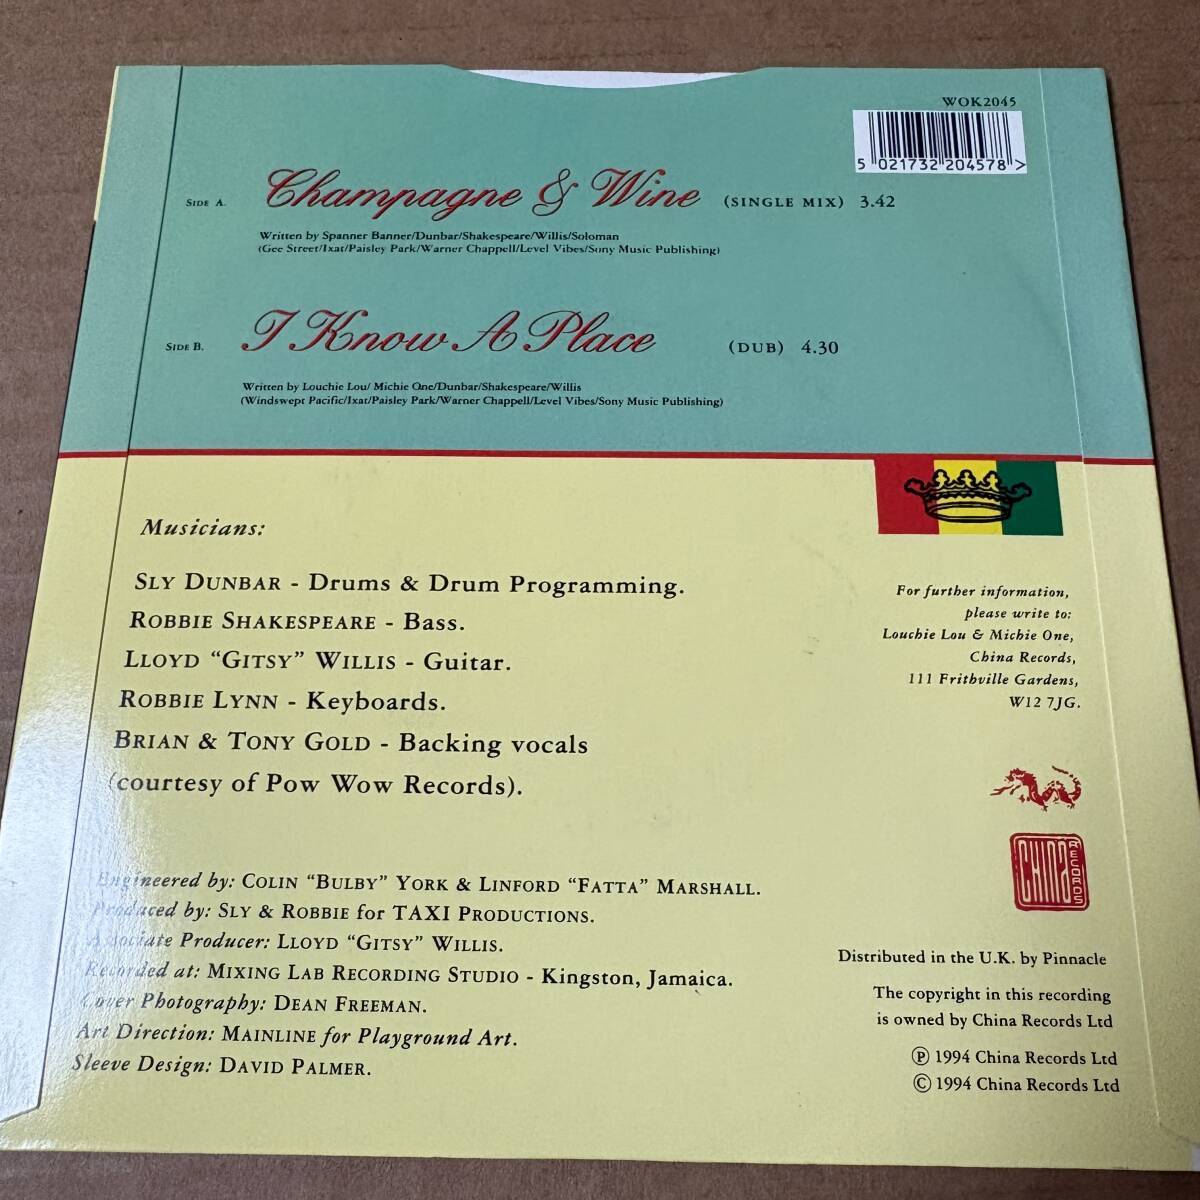 WOK2045
5 021732 204578 >
SIDE A. Champagne & Wine (SINGLE MIX) 3.42
Written by Spanner Banner/Dunbar/Shakespeare/Willis/Soloman
(Gee Street/Ixat/Paisley Park/Warner Chappell/Level Vibes/Sony Music Publishing)
SIDE B. I Know A Place (DUB) 4.30
Written by Louchie Lou/ Michie One/Dunbar/Shakespeare/Willis
(Windswept Pacific/Ixat/Paisley Park/Warner Chappell/Level Vibes/Sony Music Publishing)
Musicians:
SLY DUNBAR - Drums & Drum Programming.
ROBBIE SHAKESPEARE - Bass.
LLOYD “GITSY” WILLIS - Guitar.
ROBBIE LYNN - Keyboards.
BRIAN & TONY GOLD - Backing vocals
(courtesy of Pow Wow Records).
Engineered by: COLIN “BULBY” YORK & LINFORD “FATTA” MARSHALL.
Produced by: SLY & ROBBIE for TAXI PRODUCTIONS.
Associate Producer: LLOYD “GITSY” WILLIS.
Recorded at: MIXING LAB RECORDING STUDIO - Kingston, Jamaica.
Cover Photography: DEAN FREEMAN.
Art Direction: MAINLINE for Playground Art.
Sleeve Design: DAVID PALMER.
For further information,
please write to:
Louchie Lou & Michie One,
China Records,
111 Frithville Gardens,
W12 7JG.
CHINA RECORDS
Distributed in the U.K. by Pinnacle
The copyright in this recording
is owned by China Records Ltd
Ⓟ 1994 China Records Ltd
© 1994 China Records Ltd